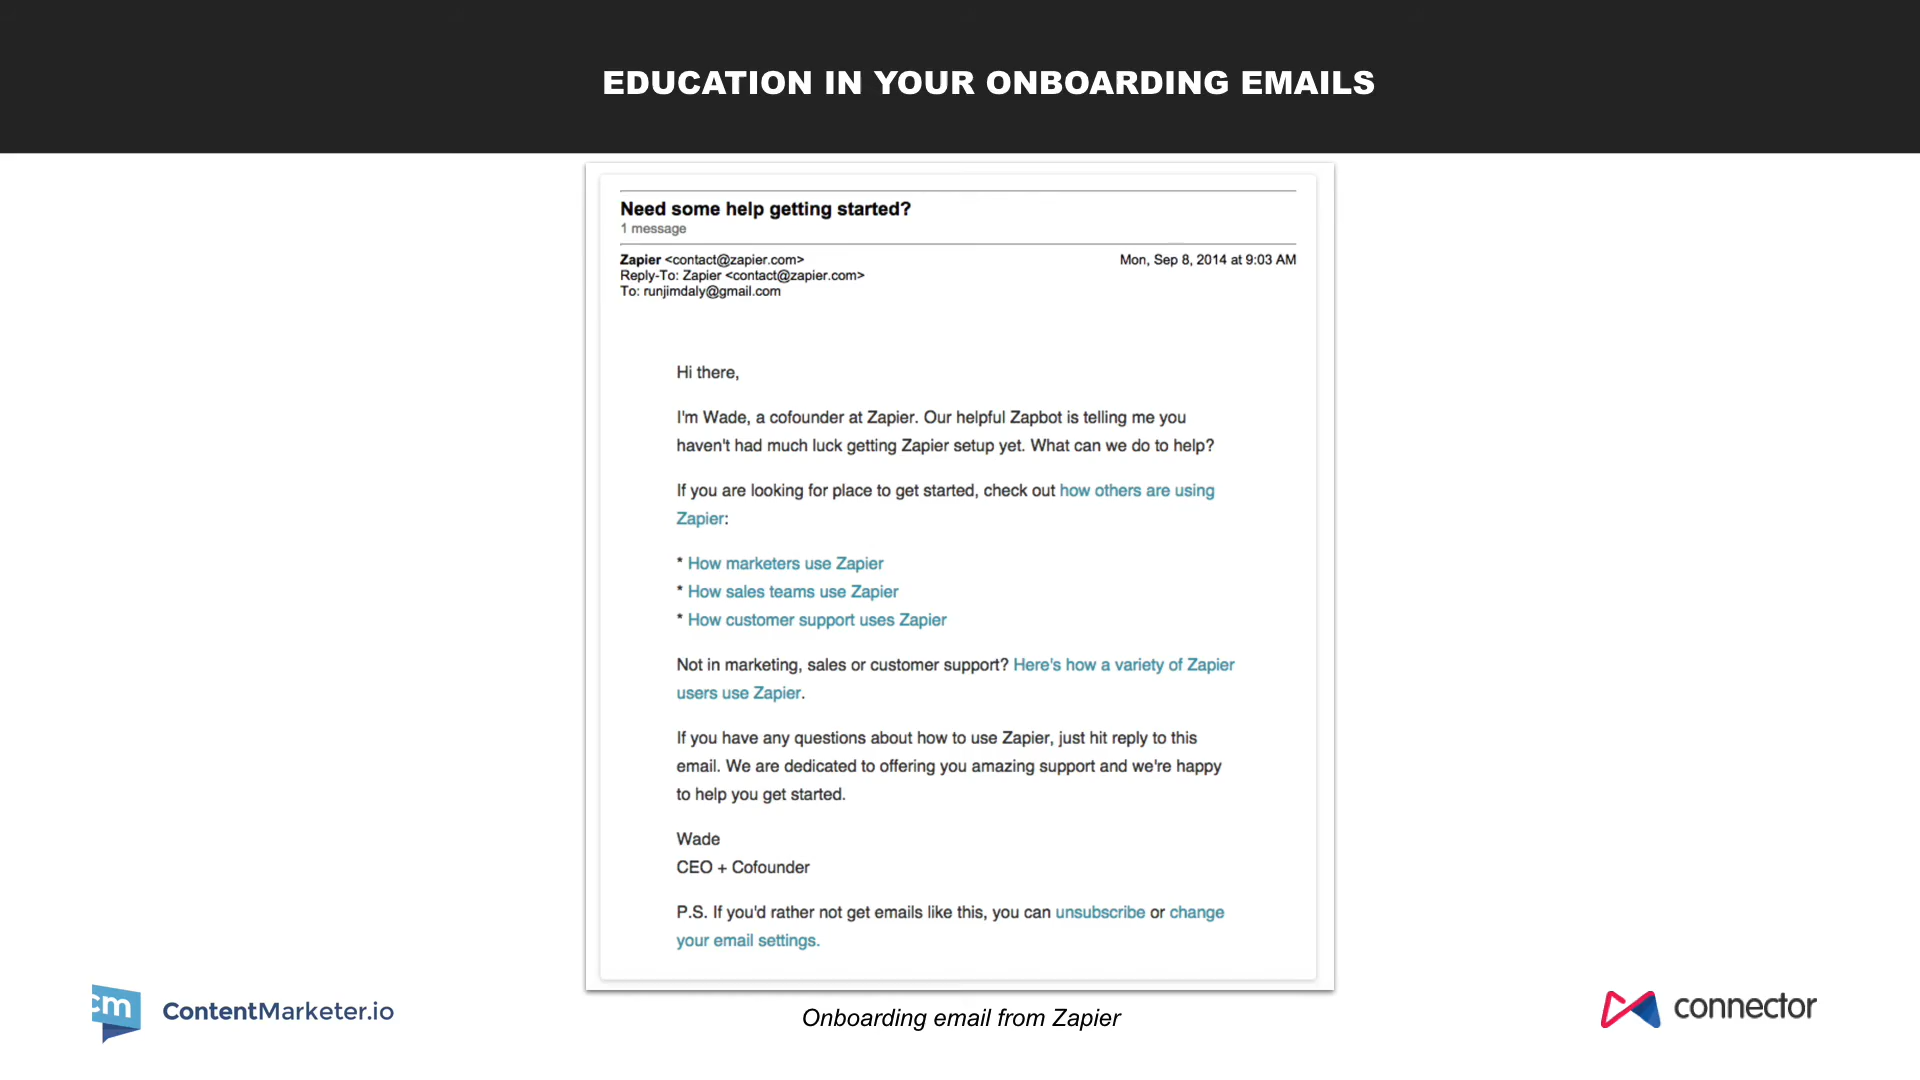 EDUCATION IN YOUR ONBOARDING EMAILS
Need some help getting started?
1 message
Zapier <contact@zapier.com>
Mon, Sep 8, 2014 at 9:03 AM
Reply-To: Zapier <contact@zapier.com>
To: runjimdaly@gmail.com
Hi there,
I'm Wade, a cofounder at Zapier. Our helpful Zapbot is telling me you
haven't had much luck getting Zapier setup yet. What can we do to help?
If you are looking for place to get started, check out how others are using
Zapier:
* How marketers use Zapier
* How sales teams use Zapier
* How customer support uses Zapier
Not in marketing, sales or customer support? Here's how a variety of Zapier
users use Zapier.
If you have any questions about how to use Zapier, just hit reply to this
email. We are dedicated to offering you amazing support and we're happy
to help you get started.
Wade
CEO + Cofounder
P.S. If you'd rather not get emails like this, you can unsubscribe or change
your email settings.
cm
ContentMarketer.io
Onboarding email from Zapier
connector